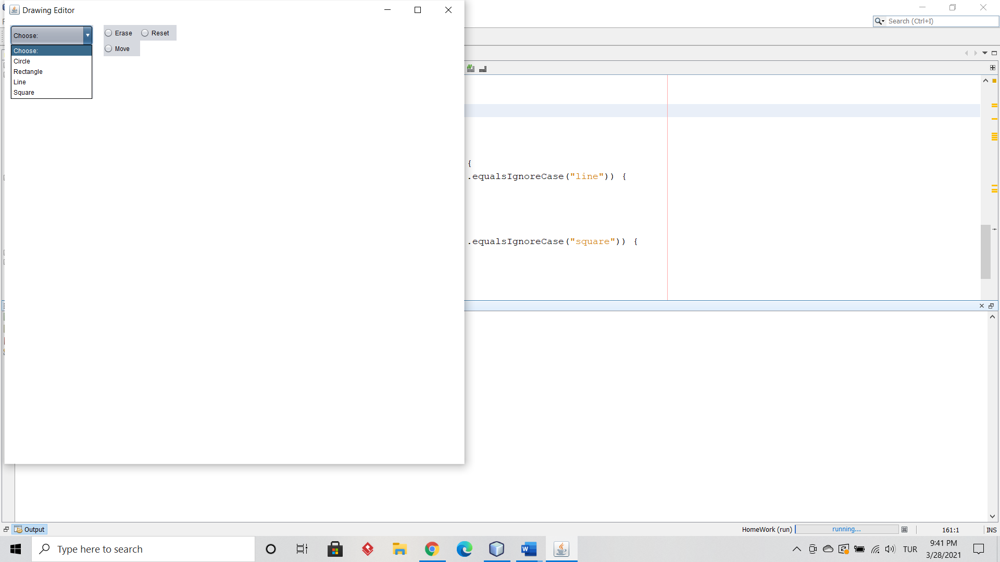 Drawing Editor
Search (Ctrl+I)
Choose:
Erase
Reset
Choose:
Move
Circle
Rectangle
Line
Square
{
.equalsIgnoreCase("line")) {
.equalsIgnoreCase("square")) {
Output
HomeWork (run)
running...
161:1
INS
Type here to search
TUR
9:41 PM
3/28/2021